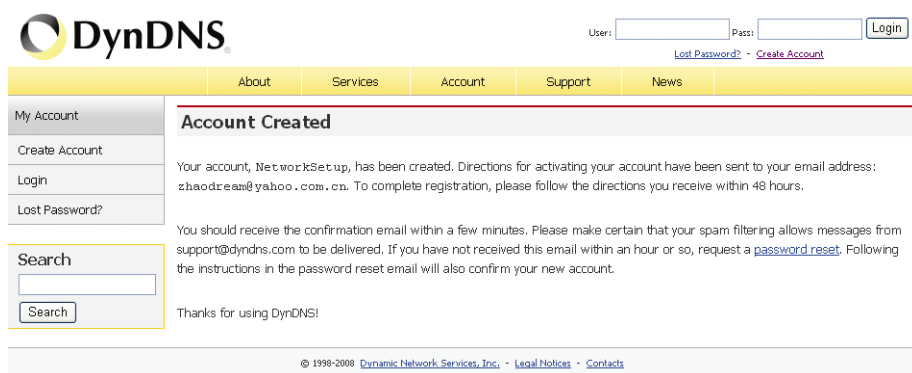 DynDNS®
User: Pass: Login
Lost Password? - Create Account
About Services Account Support News
My Account
Create Account
Login
Lost Password?
Search
Search
Account Created
Your account, NetworkSetup, has been created. Directions for activating your account have been sent to your email address:
zhaodream@yahoo.com.cn. To complete registration, please follow the directions you receive within 48 hours.
You should receive the confirmation email within a few minutes. Please make certain that your spam filtering allows messages from
support@dyndns.com to be delivered. If you have not received this email within an hour or so, request a password reset. Following
the instructions in the password reset email will also confirm your new account.
Thanks for using DynDNS!
© 1998-2008 Dynamic Network Services, Inc. - Legal Notices - Contacts